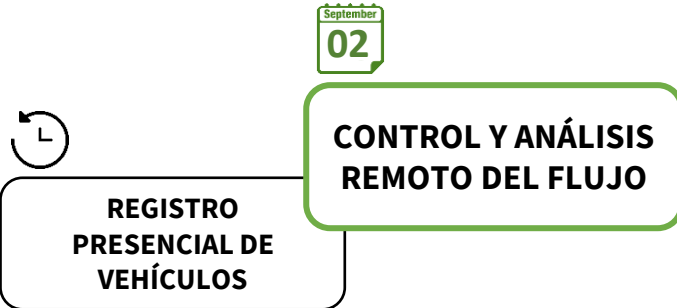 September
02
CONTROL Y ANÁLISIS
REMOTO DEL FLUJO
REGISTRO
PRESENCIAL DE
VEHÍCULOS